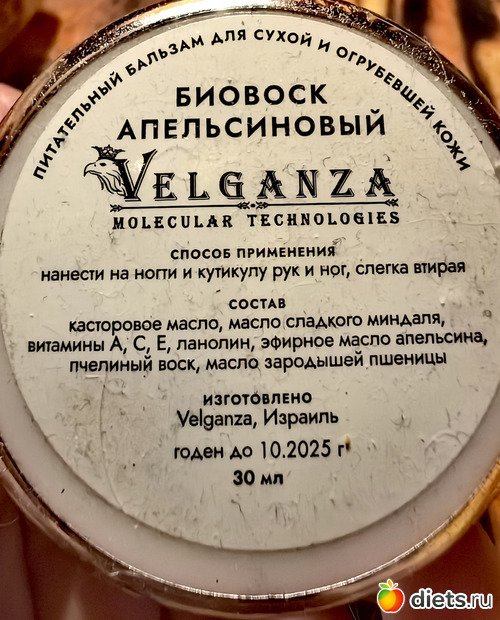 ПИТАТЕЛЬНЫЙ БАЛЬЗАМ ДЛЯ СУХОЙ И ОГРУБЕВШЕЙ КОЖИ
БИОВОСК
АПЕЛЬСИНОВЫЙ
VELGANZA
MOLECULAR TECHNOLOGIES
СПОСОБ ПРИМЕНЕНИЯ
нанести на ногти и кутикулу рук и ног, слегка втирая
СОСТАВ
касторовое масло, масло сладкого миндаля,
витамины А, С, Е, ланолин, эфирное масло апельсина,
пчелиный воск, масло зародышей пшеницы
ИЗГОТОВЛЕНО
Velganza, Израиль
годен до 10.2025 г
30 мл
diets.ru